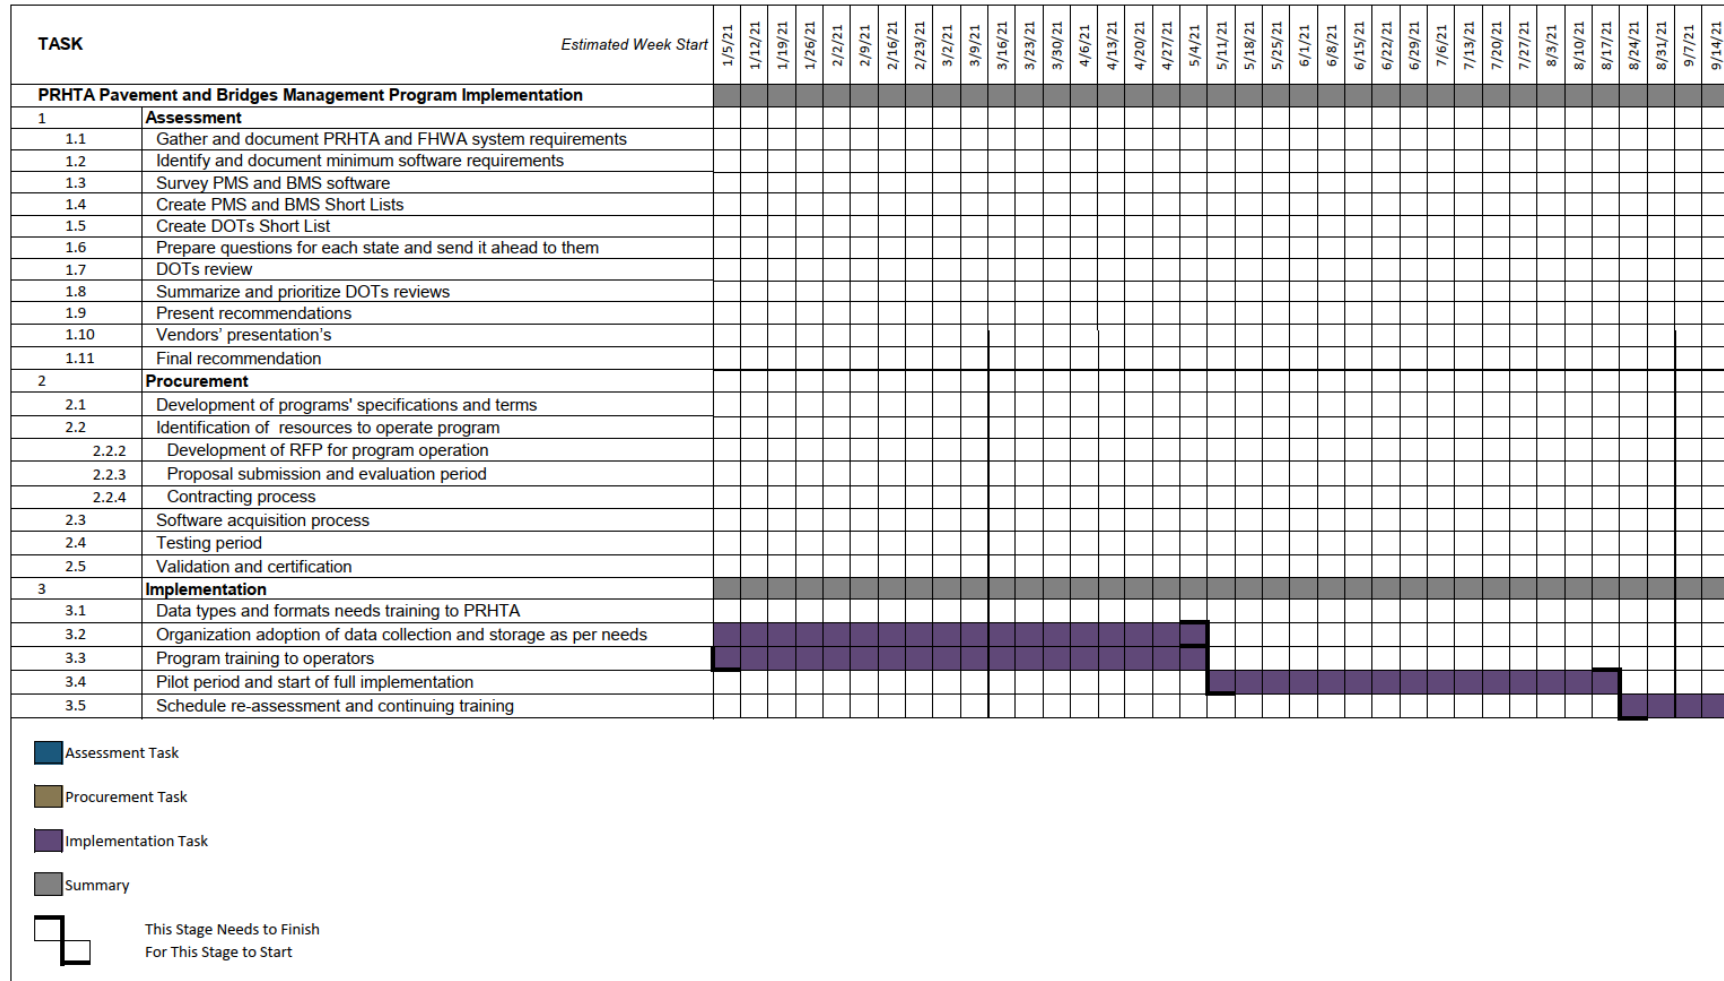 TASK Estimated Week Start 1/5/21 1/12/21 1/19/21 1/26/21 2/2/21 2/9/21 2/16/21 2/23/21 3/2/21 3/9/21 3/16/21 3/23/21 3/30/21 4/6/21 4/13/21 4/20/21 4/27/21 5/4/21 5/11/21 5/18/21 5/25/21 6/1/21 6/8/21 6/15/21 6/22/21 6/29/21 7/6/21 7/13/21 7/20/21 7/27/21 8/3/21 8/10/21 8/17/21 8/24/21 8/31/21 9/7/21 9/14/21
PRHTA Pavement and Bridges Management Program Implementation
1 Assessment
1.1 Gather and document PRHTA and FHWA system requirements
1.2 Identify and document minimum software requirements
1.3 Survey PMS and BMS software
1.4 Create PMS and BMS Short Lists
1.5 Create DOTs Short List
1.6 Prepare questions for each state and send it ahead to them
1.7 DOTs review
1.8 Summarize and prioritize DOTs reviews
1.9 Present recommendations
1.10 Vendors’ presentation’s
1.11 Final recommendation
2 Procurement
2.1 Development of programs' specifications and terms
2.2 Identification of resources to operate program
2.2.2 Development of RFP for program operation
2.2.3 Proposal submission and evaluation period
2.2.4 Contracting process
2.3 Software acquisition process
2.4 Testing period
2.5 Validation and certification
3 Implementation
3.1 Data types and formats needs training to PRHTA
3.2 Organization adoption of data collection and storage as per needs
3.3 Program training to operators
3.4 Pilot period and start of full implementation
3.5 Schedule re-assessment and continuing training
Assessment Task
Procurement Task
Implementation Task
Summary
This Stage Needs to Finish
For This Stage to Start